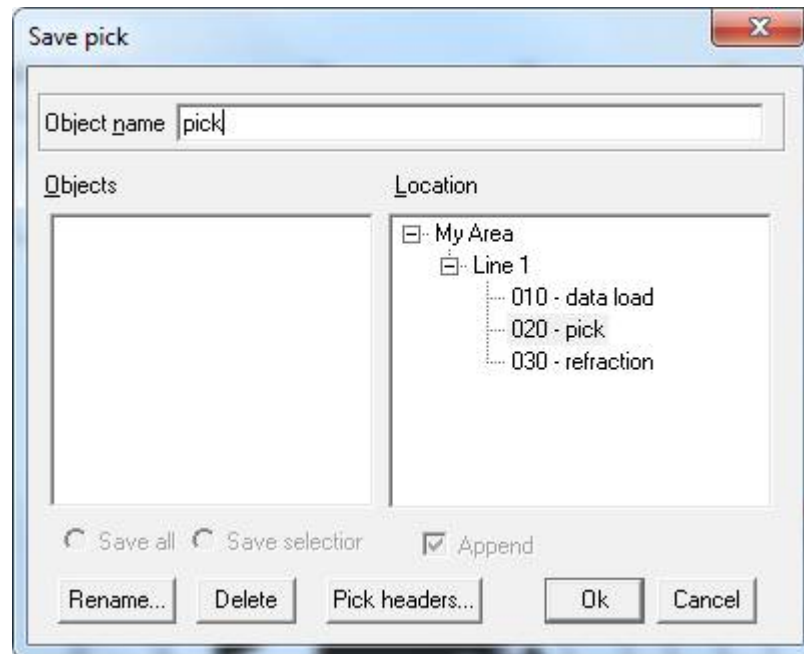 Save pick
Object name pick
Objects
Location
My Area
Line 1
010 - data load
020 - pick
030 - refraction
Save all Save selectior Append
Rename... Delete Pick headers... Ok Cancel